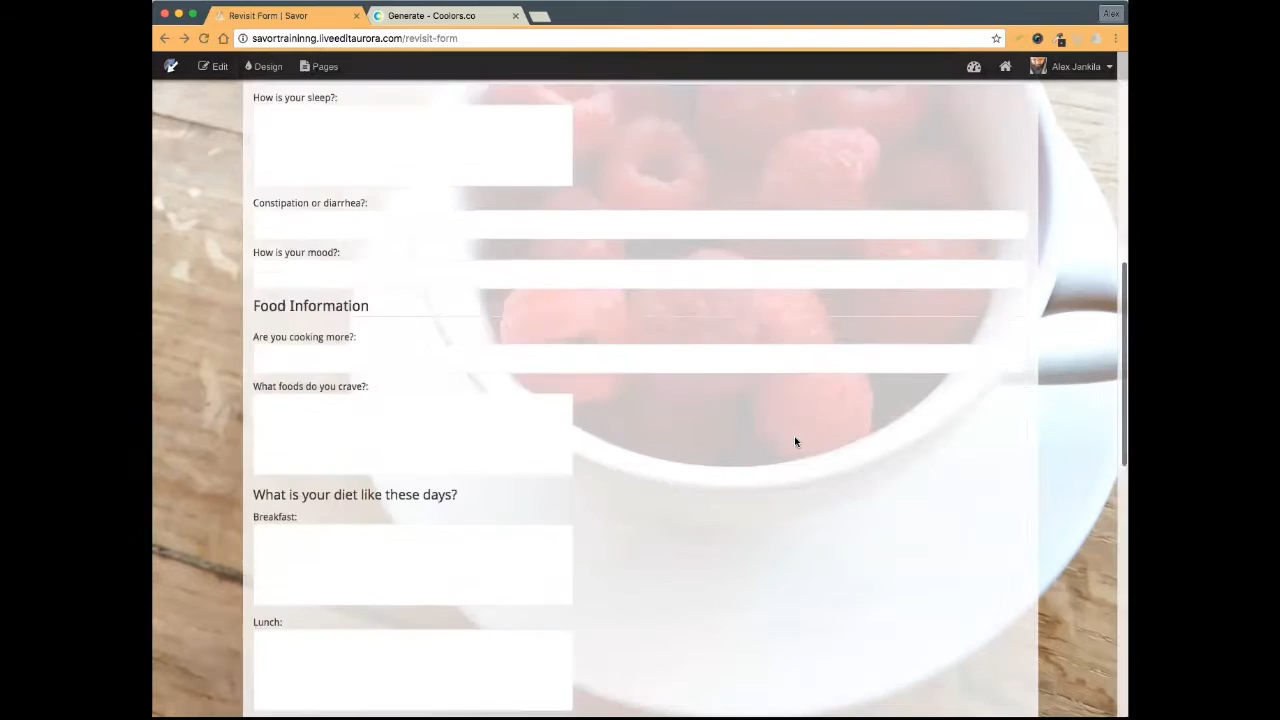 Revisit Form | Savor
Generate - Coolors.co
Alex
savortraininng.liveeditaurora.com/revisit-form
Edit
Design
Pages
Alex Jankila
How is your sleep?:
Constipation or diarrhea?:
How is your mood?:
Food Information
Are you cooking more?:
What foods do you crave?:
What is your diet like these days?
Breakfast:
Lunch: